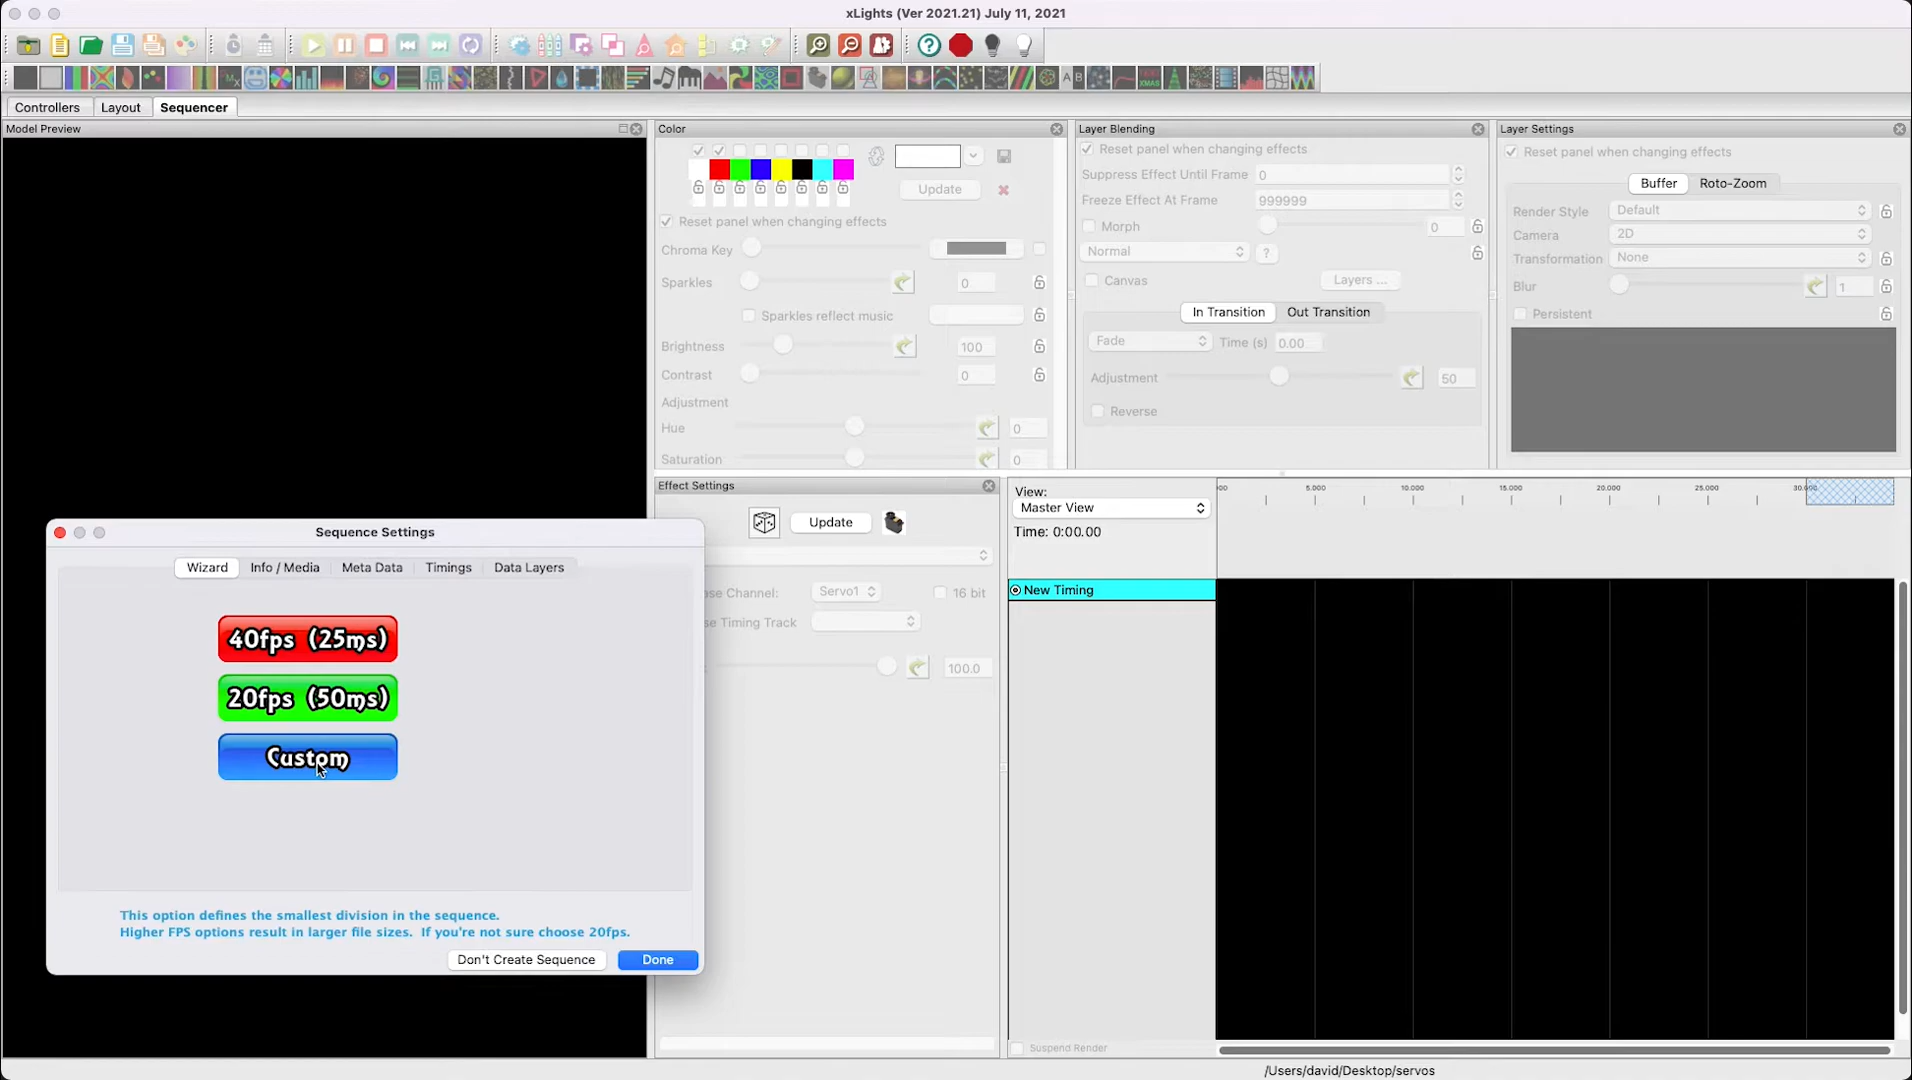 xLights (Ver 2021.21) July 11, 2021
Controllers
Layout
Sequencer
Model Preview
Color
Update
Reset panel when changing effects
Chroma Key
Sparkles
0
Sparkles reflect music
Brightness
100
Contrast
0
Adjustment
Hue
0
Saturation
0
Layer Blending
Reset panel when changing effects
Suppress Effect Until Frame
0
Freeze Effect At Frame
999999
Morph
0
Normal
?
Canvas
Layers ...
In Transition
Out Transition
Fade
Time (s)
0.00
Adjustment
50
Reverse
Layer Settings
Reset panel when changing effects
Buffer
Roto-Zoom
Render Style
Default
Camera
2D
Transformation
None
Blur
1
Persistent
Effect Settings
Update
Servo1
16 bit
Timing Track
100.0
View:
Master View
Time: 0:00.00
5.000
10.000
15.000
20.000
25.000
New Timing
Suspend Render
Sequence Settings
Wizard
Info / Media
Meta Data
Timings
Data Layers
40fps (25ms)
20fps (50ms)
Custom
This option defines the smallest division in the sequence.
Higher FPS options result in larger file sizes. If you're not sure choose 20fps.
Don't Create Sequence
Done
/Users/david/Desktop/servos